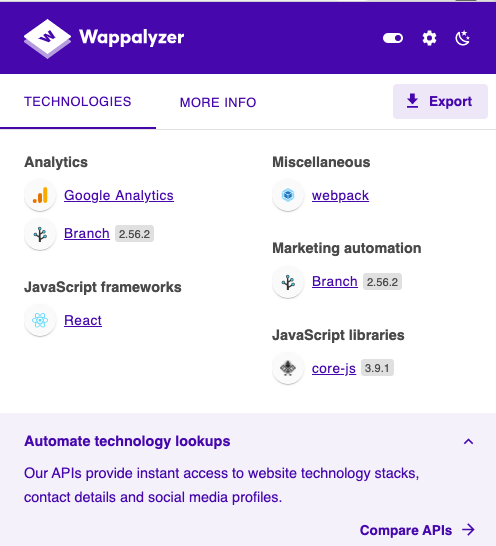 Wappalyzer
TECHNOLOGIES
MORE INFO
Export
Analytics
Google Analytics
Branch 2.56.2
JavaScript frameworks
React
Miscellaneous
webpack
Marketing automation
Branch 2.56.2
JavaScript libraries
core-js 3.9.1
Automate technology lookups
Our APIs provide instant access to website technology stacks,
contact details and social media profiles.
Compare APIs